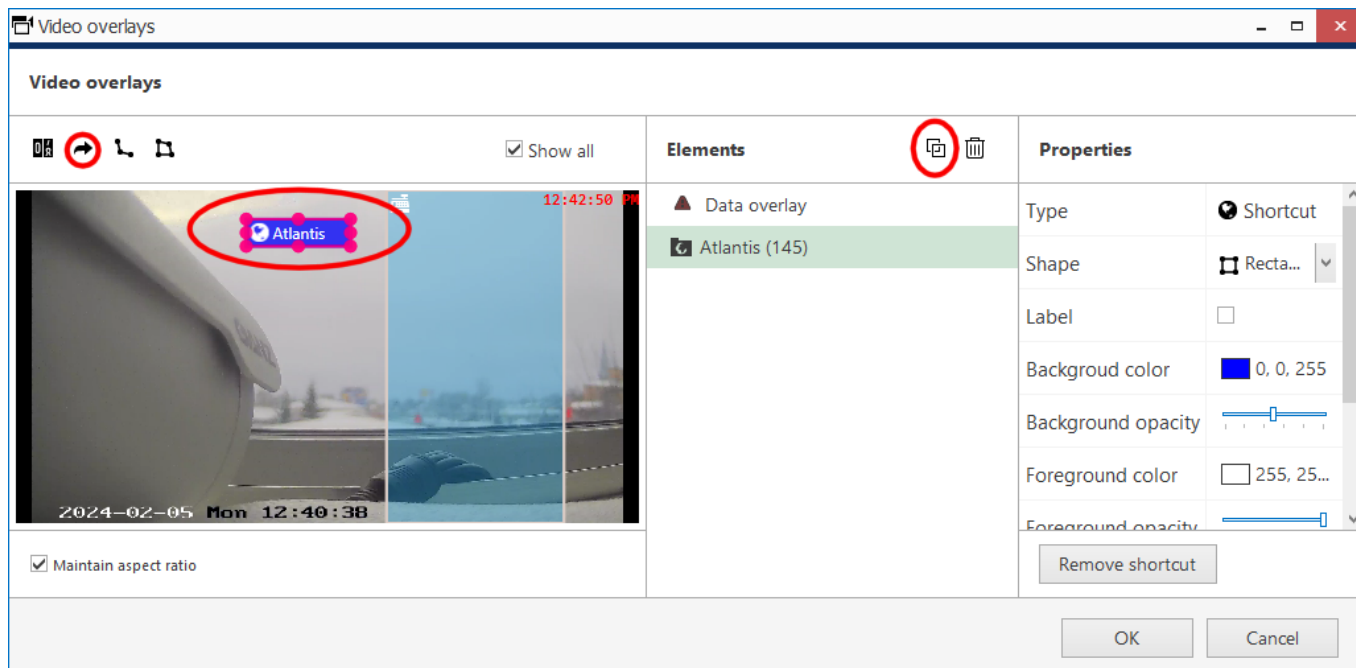 Video overlays
Video overlays
Show all
Elements
Properties
12:42:50 PM
Atlantis
2024-02-05 Mon 12:40:38
Data overlay
Atlantis (145)
Type
Shortcut
Shape
Recta...
Label
Backgroud color
0, 0, 255
Background opacity
Foreground color
255, 25...
Foreground opacity
Maintain aspect ratio
Remove shortcut
OK
Cancel